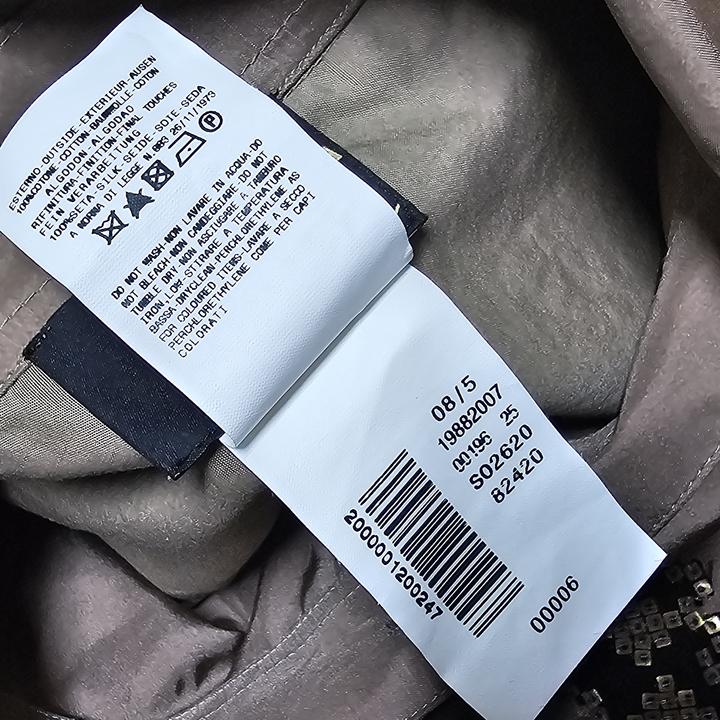 ESTERNO-OUTSIDE-EXTERIEUR-AUSEN
100%COTONE-COTTON-BAUMWOLLE-COTON
ALGODON, ALGODAO
RIFINTURA-FINITION-FINAL TOUCHES
FEIN VERARBEITUNG
100%SETA-SILK-SEIDE-SOIE-SEDA
A NORMA DI LEGGE N.883 26/11/1973
P
DO NOT WASH-NON LAVARE IN ACQUA.DO
NOT BLEACH-NON CANDEGGIARE DO NOT
TUMBLE DRY-NON ASCIUGARE A TAMBURO
IRON, LOW STIRARE A TEMPERATURA
BASSA-DRYCLEAN-PERCHLORETHYLENE AS
FOR COLOURED ITEMS-LAVARE A SECCO
PERCHLORETHYLENE COME PER CAPI
COLORATI
08/5
19882007
00196 25
S02620
82420
2000001200247
00006